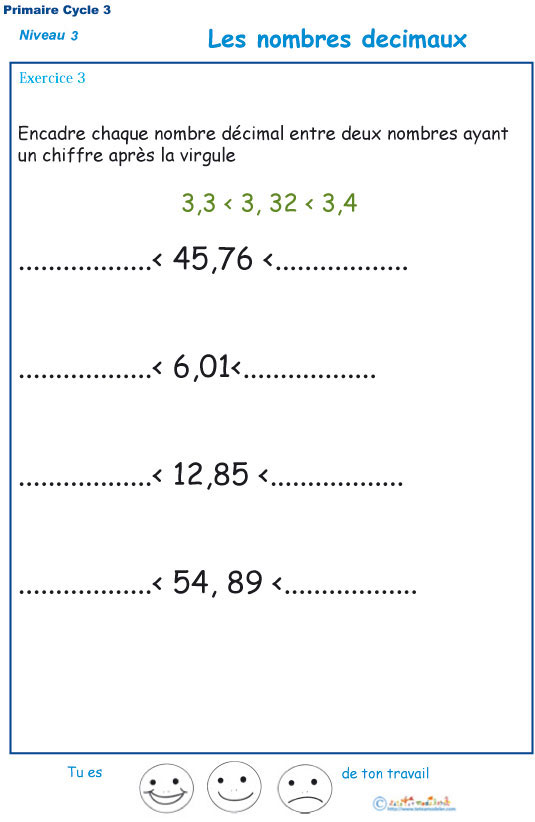 Primaire Cycle 3
Niveau 3
Les nombres decimaux
Exercice 3
Encadre chaque nombre décimal entre deux nombres ayant
un chiffre après la virgule
3,3 < 3, 32 < 3,4
..................< 45,76 <..................
..................< 6,01<..................
..................< 12,85 <..................
..................< 54, 89 <..................
Tu es de ton travail